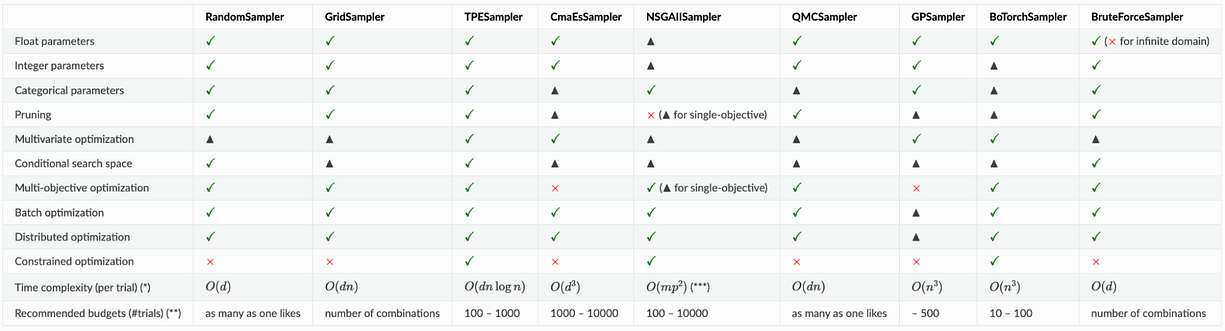 RandomSampler GridSampler TPESampler CmaEsSampler NSGAIISampler QMCSampler GPSampler BoTorchSampler BruteForceSampler
Float parameters ✓ ✓ ✓ ✓ ▲ ✓ ✓ ✓ ✓ (× for infinite domain)
Integer parameters ✓ ✓ ✓ ✓ ▲ ✓ ✓ ▲ ✓
Categorical parameters ✓ ✓ ✓ ▲ ✓ ▲ ✓ ▲ ✓
Pruning ✓ ✓ ✓ ▲ × (▲ for single-objective) ✓ ▲ ▲ ✓
Multivariate optimization ▲ ▲ ✓ ✓ ▲ ▲ ✓ ✓ ▲
Conditional search space ✓ ▲ ✓ ▲ ▲ ▲ ▲ ▲ ✓
Multi-objective optimization ✓ ✓ ✓ × ✓ (▲ for single-objective) ✓ × ✓ ✓
Batch optimization ✓ ✓ ✓ ✓ ✓ ✓ ▲ ✓ ✓
Distributed optimization ✓ ✓ ✓ ✓ ✓ ✓ ▲ ✓ ✓
Constrained optimization × × ✓ × ✓ × × ✓ ×
Time complexity (per trial) (*) O(d) O(dn) O(dn log n) O(d³) O(mp²) (***) O(dn) O(n³) O(n³) O(d)
Recommended budgets (#trials) (**) as many as one likes number of combinations 100 – 1000 1000 – 10000 100 – 10000 as many as one likes – 500 10 – 100 number of combinations